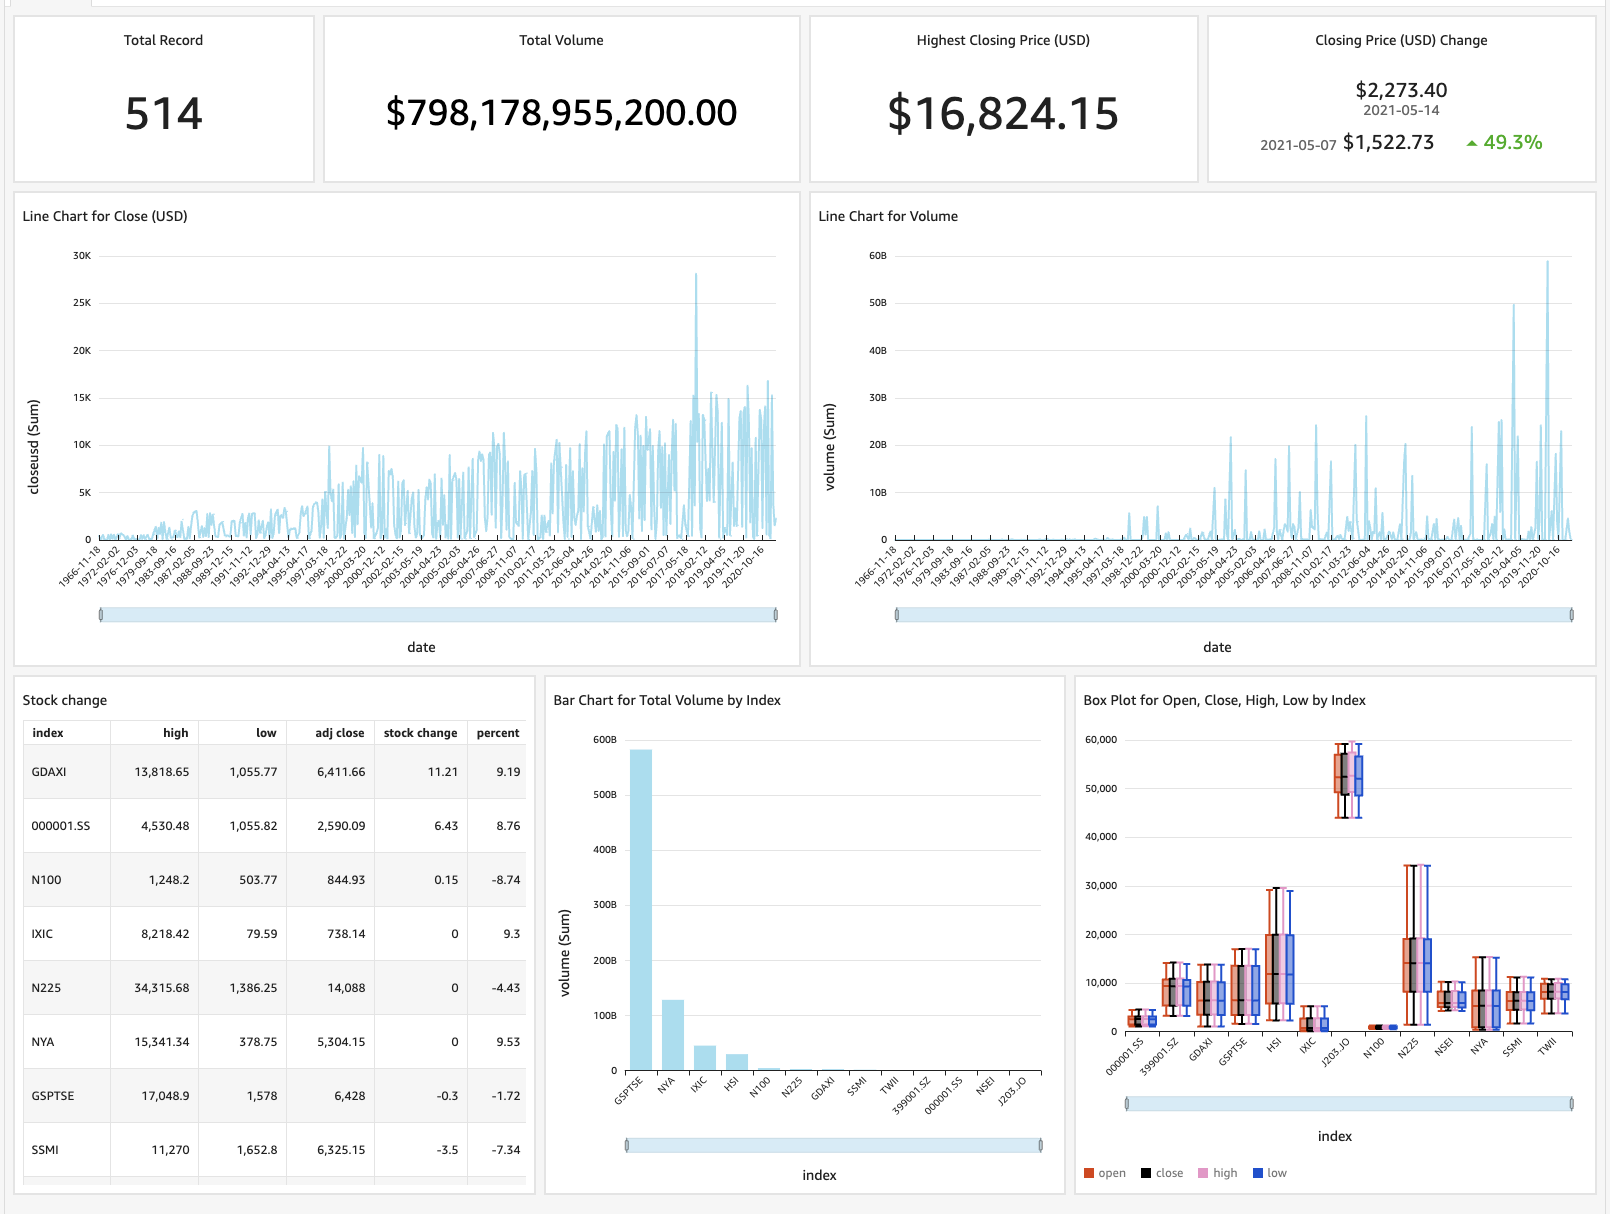 Total Record
514
Total Volume
$798,178,955,200.00
Highest Closing Price (USD)
$16,824.15
Closing Price (USD) Change
$2,273.40
2021-05-14
2021-05-07 $1,522.73 49.3%
Line Chart for Close (USD)
30K
25K
20K
15K
10K
5K
0
closeusd (Sum)
1966-11-18
1972-02-02
1976-12-03
1979-09-18
1983-09-16
1987-02-05
1988-09-23
1989-12-15
1991-11-12
1992-12-29
1994-04-13
1995-04-17
1997-03-18
1998-12-22
2000-03-20
2000-12-12
2002-02-15
2003-05-19
2004-04-23
2005-02-03
2006-04-26
2007-06-27
2008-11-07
2010-02-17
2011-03-23
2012-06-04
2013-04-26
2014-02-20
2014-11-06
2015-09-01
2016-07-07
2017-05-18
2018-02-12
2019-04-05
2019-11-20
2020-10-16
date
Line Chart for Volume
60B
50B
40B
30B
20B
10B
0
volume (Sum)
1966-11-18
1972-02-02
1976-12-03
1979-09-18
1983-09-16
1987-02-05
1988-09-23
1989-12-15
1991-11-12
1992-12-29
1994-04-13
1995-04-17
1997-03-18
1998-12-22
2000-03-20
2000-12-12
2002-02-15
2003-05-19
2004-04-23
2005-02-03
2006-04-26
2007-06-27
2008-11-07
2010-02-17
2011-03-23
2012-06-04
2013-04-26
2014-02-20
2014-11-06
2015-09-01
2016-07-07
2017-05-18
2018-02-12
2019-04-05
2019-11-20
2020-10-16
date
Stock change
index high low adj close stock change percent
GDAXI 13,818.65 1,055.77 6,411.66 11.21 9.19
000001.SS 4,530.48 1,055.82 2,590.09 6.43 8.76
N100 1,248.2 503.77 844.93 0.15 -8.74
IXIC 8,218.42 79.59 738.14 0 9.3
N225 34,315.68 1,386.25 14,088 0 -4.43
NYA 15,341.34 378.75 5,304.15 0 9.53
GSPTSE 17,048.9 1,578 6,428 -0.3 -1.72
SSMI 11,270 1,652.8 6,325.15 -3.5 -7.34
Bar Chart for Total Volume by Index
600B
500B
400B
300B
200B
100B
0
volume (Sum)
GSPTSE
NYA
IXIC
HSI
N100
N225
GDAXI
SSMI
TWII
399001.SZ
000001.SS
NSEI
J203.JO
index
Box Plot for Open, Close, High, Low by Index
60,000
50,000
40,000
30,000
20,000
10,000
0
000001.SS
399001.SZ
GDAXI
GSPTSE
HSI
IXIC
J203.JO
N100
N225
NSEI
NYA
SSMI
TWII
index
open close high low